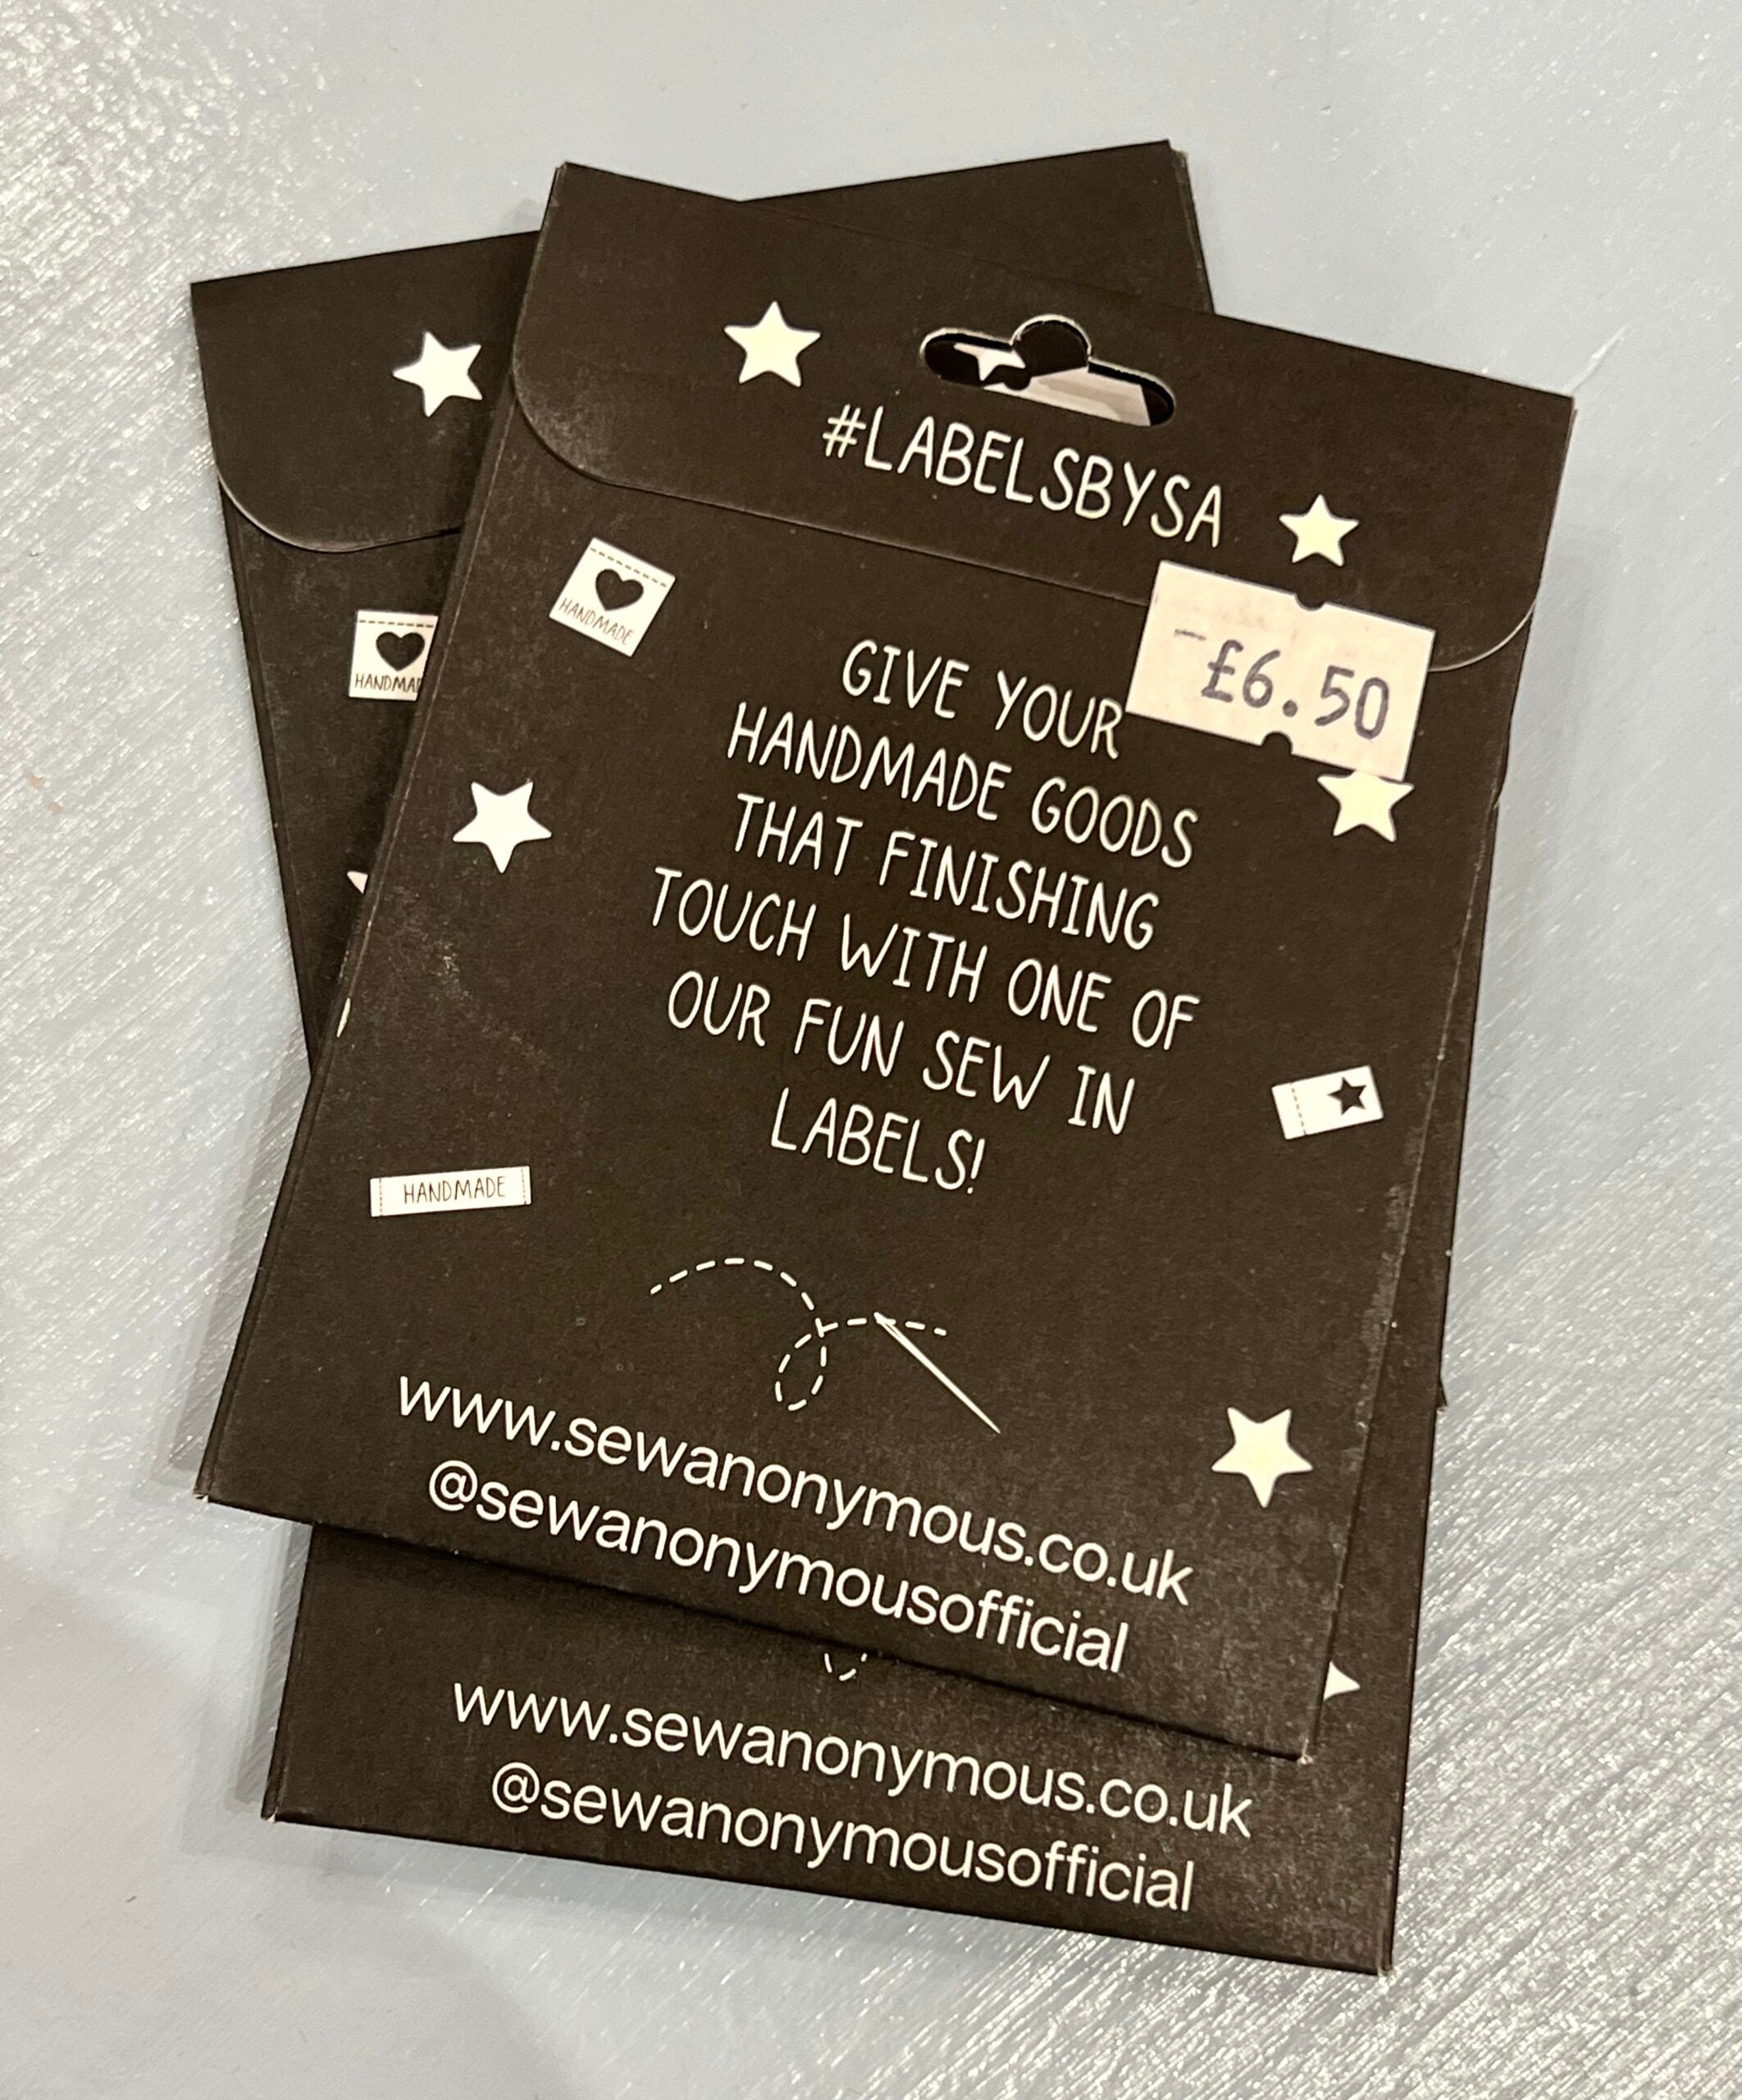 #LABELSBYSA
HANDMADE
£6.50
GIVE YOUR
HANDMADE GOODS
THAT FINISHING
TOUCH WITH ONE OF
OUR FUN SEW IN
LABELS!
HANDMADE
www.sewanonymous.co.uk
@sewanonymousofficial
www.sewanonymous.co.uk
@sewanonymousofficial